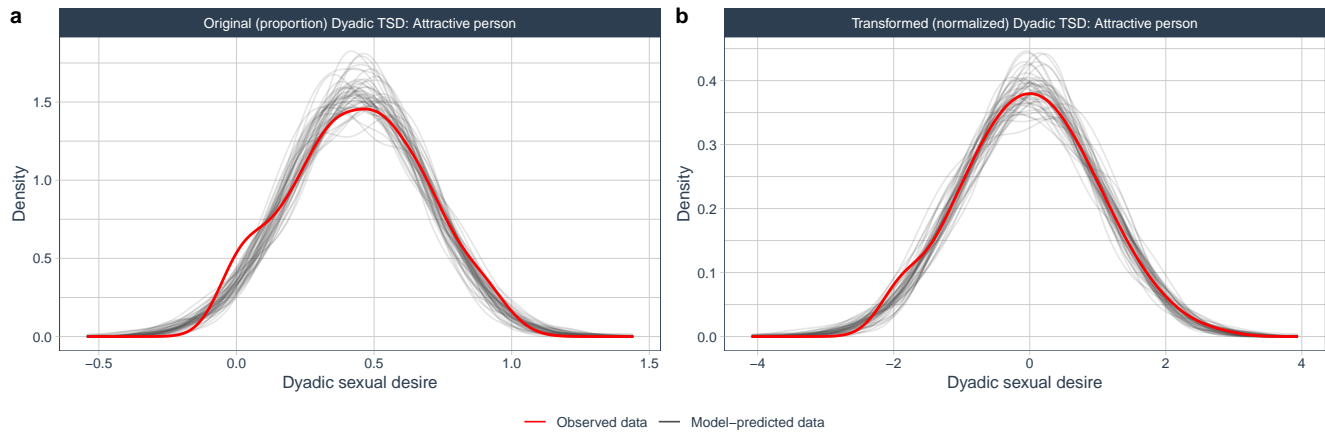 a
Original (proportion) Dyadic TSD: Attractive person
Density
1.5
1.0
0.5
0.0
−0.5
0.0
0.5
1.0
1.5
Dyadic sexual desire
b
Transformed (normalized) Dyadic TSD: Attractive person
Density
0.4
0.3
0.2
0.1
0.0
−4
−2
0
2
4
Dyadic sexual desire
Observed data
Model−predicted data